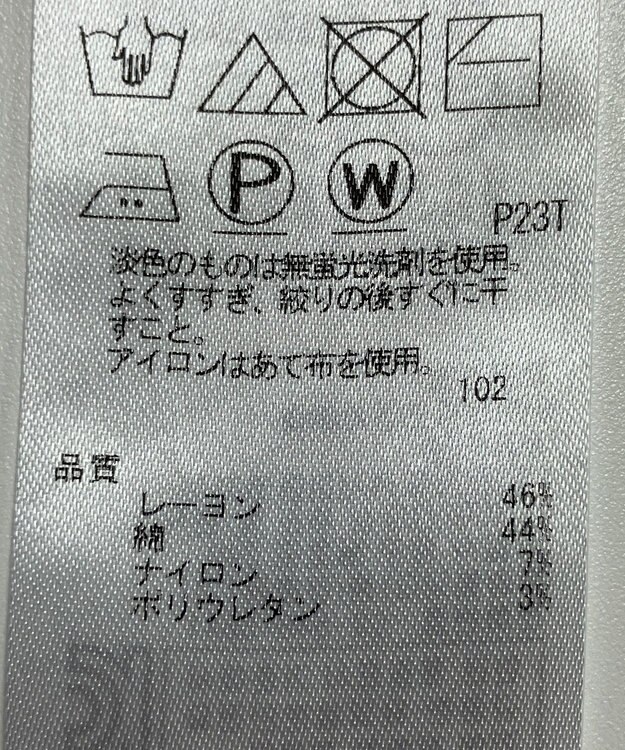 P
W
P23T
淡色のものは無蛍光洗剤を使用。
よくすすぎ、絞りの後すぐに干
すこと。
アイロンはあて布を使用。
102
品質
レーヨン 46%
綿 44%
ナイロン 7%
ポリウレタン 3%